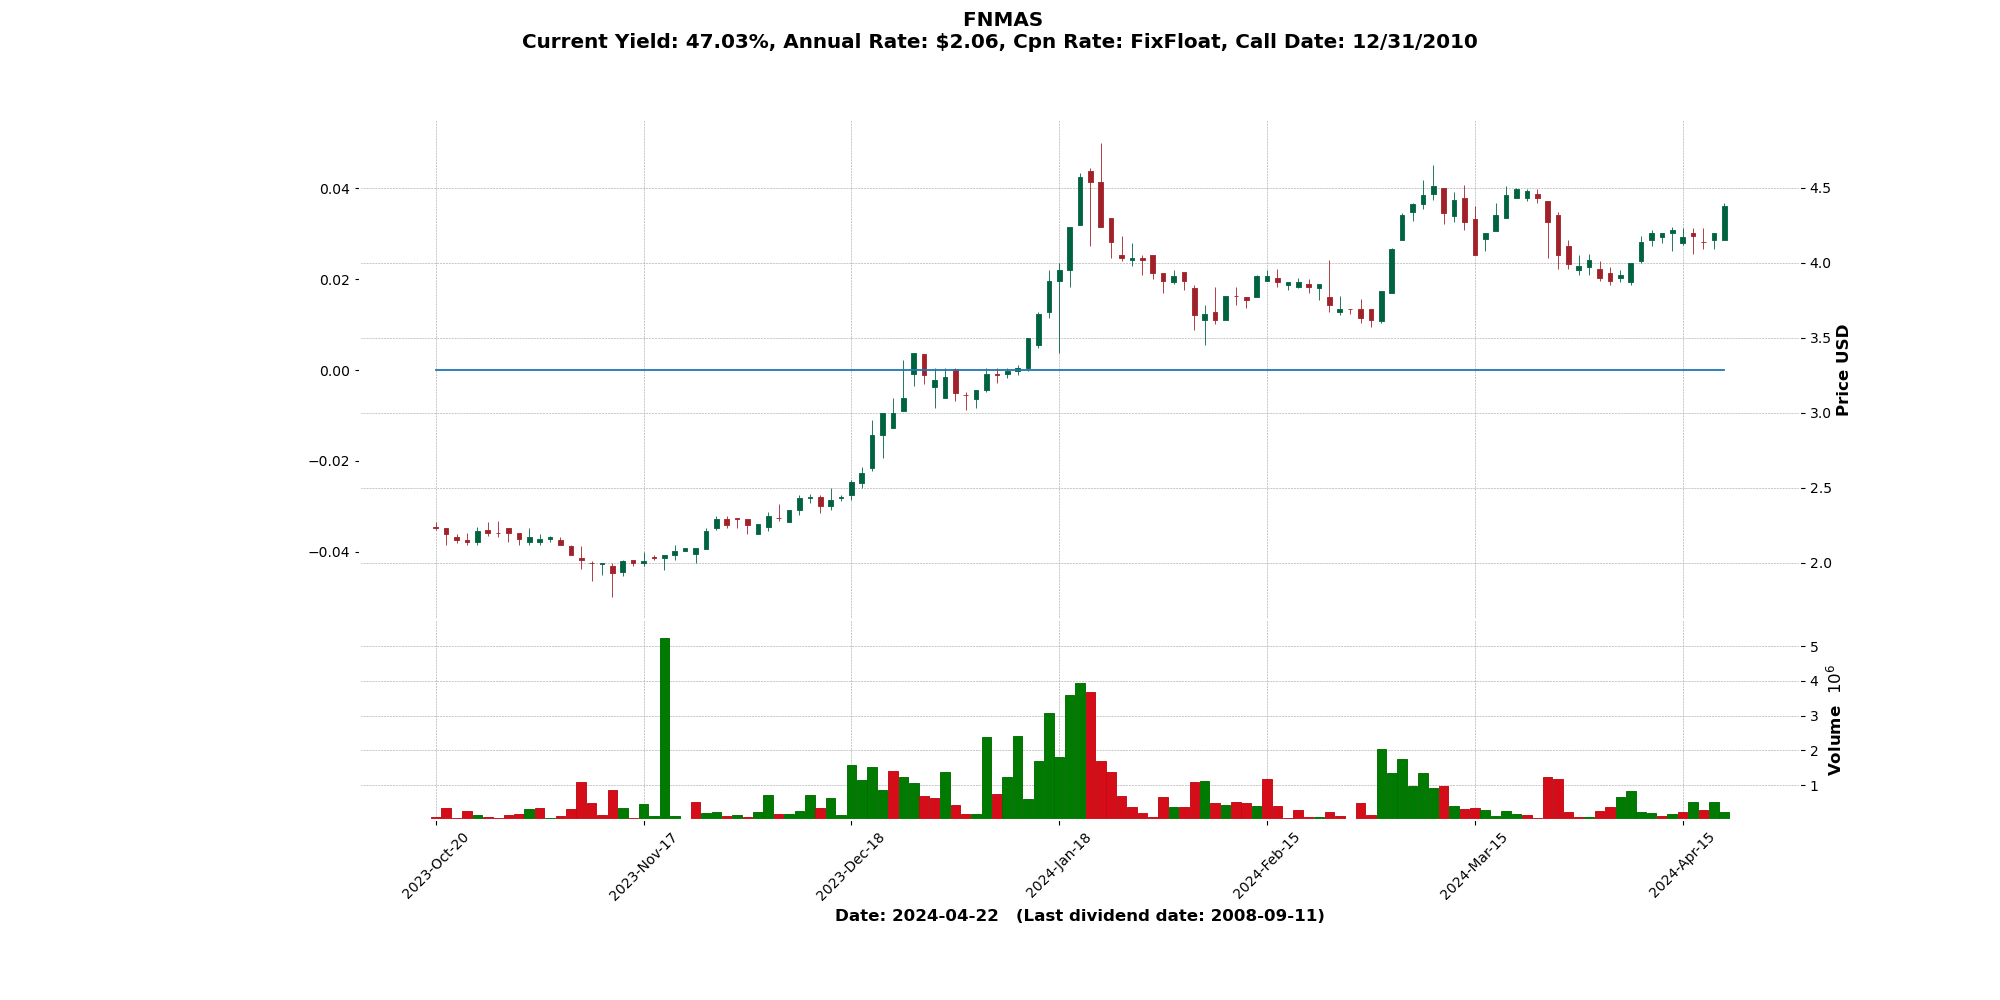 FNMAS
Current Yield: 47.03%, Annual Rate: $2.06, Cpn Rate: FixFloat, Call Date: 12/31/2010
0.04
0.02
0.00
−0.02
−0.04
4.5
4.0
3.5
3.0
2.5
2.0
Price USD
5
4
3
2
1
Volume 10⁶
2023-Oct-20
2023-Nov-17
2023-Dec-18
2024-Jan-18
2024-Feb-15
2024-Mar-15
2024-Apr-15
Date: 2024-04-22 (Last dividend date: 2008-09-11)